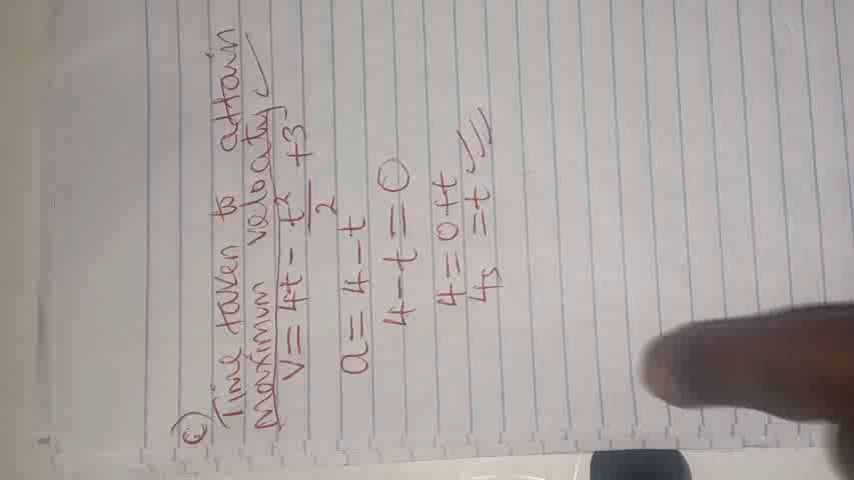 c)
Time taken to attain
maximum velocity
v = 4t - t²/2 + 3
a = 4 - t
4 - t = 0
4 = 0 + t
4s = t